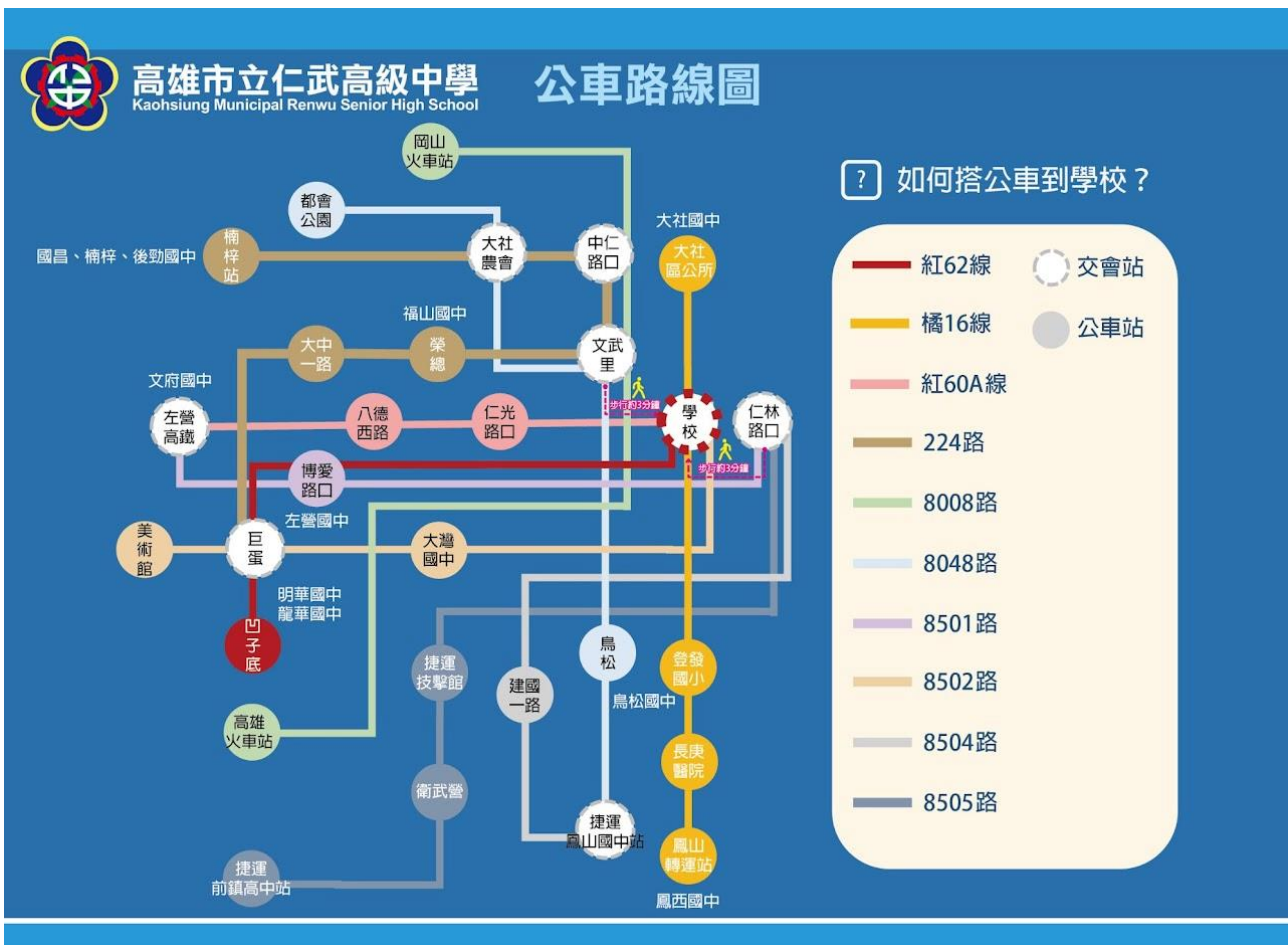 高雄市立仁武高級中學
Kaohsiung Municipal Renwu Senior High School
公車路線圖
岡山
火車站
都會
公園
國昌、楠梓、後勁國中
楠
梓
站
大社
農會
中仁
路口
大社國中
大社
區公所
福山國中
大中
一路
榮
總
文武
里
文府國中
左營
高鐵
八德
西路
仁光
路口
步行約3分鐘
學
校
仁林
路口
步行約3分鐘
博愛
路口
左營國中
美
術
館
巨
蛋
大灣
國中
明華國中
龍華國中
凹
子
底
捷運
技擊館
建國
一路
鳥
松
鳥松國中
登發
國小
高雄
火車站
衛武營
長庚
醫院
捷運
鳳山國中站
鳳山
轉運站
鳳西國中
捷運
前鎮高中站
? 如何搭公車到學校？
紅62線
橘16線
紅60A線
224路
8008路
8048路
8501路
8502路
8504路
8505路
交會站
公車站